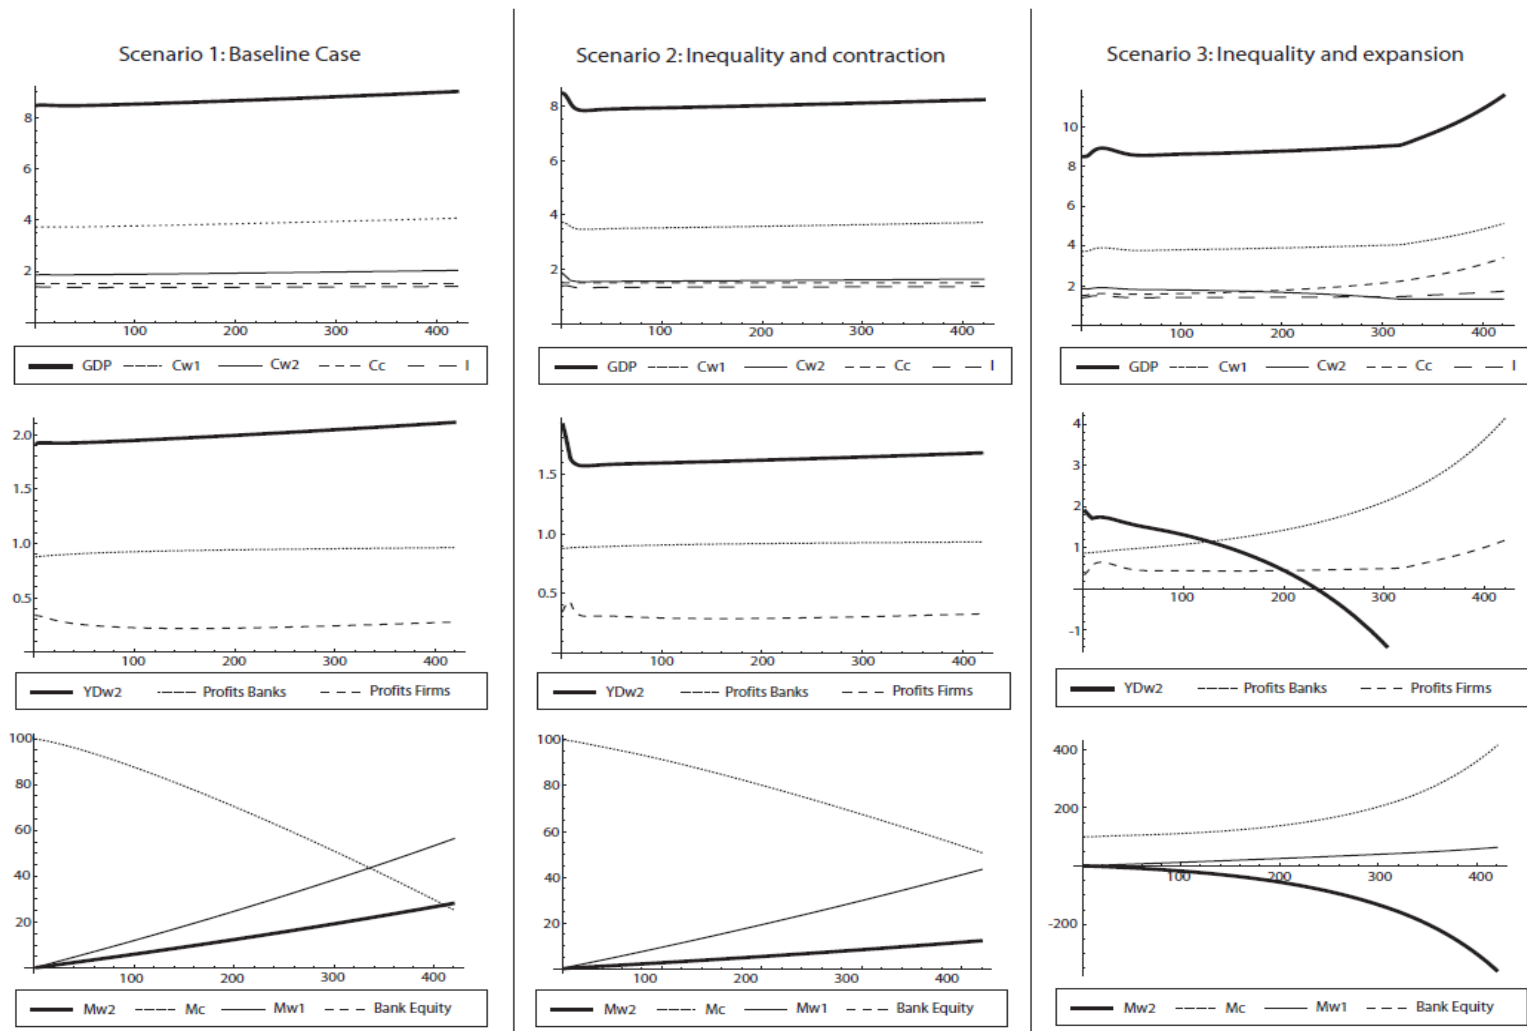 Scenario 1: Baseline Case
8
6
4
2
100 200 300 400
GDP Cw1 Cw2 Cc I
2.0
1.5
1.0
0.5
100 200 300 400
YDw2 Profits Banks Profits Firms
100
80
60
40
20
100 200 300 400
Mw2 Mc Mw1 Bank Equity
Scenario 2: Inequality and contraction
8
6
4
2
100 200 300 400
GDP Cw1 Cw2 Cc I
1.5
1.0
0.5
100 200 300 400
YDw2 Profits Banks Profits Firms
100
80
60
40
20
100 200 300 400
Mw2 Mc Mw1 Bank Equity
Scenario 3: Inequality and expansion
10
8
6
4
2
100 200 300 400
GDP Cw1 Cw2 Cc I
4
3
2
1
100 200 300 400
-1
YDw2 Profits Banks Profits Firms
400
200
100 200 300 400
-200
Mw2 Mc Mw1 Bank Equity